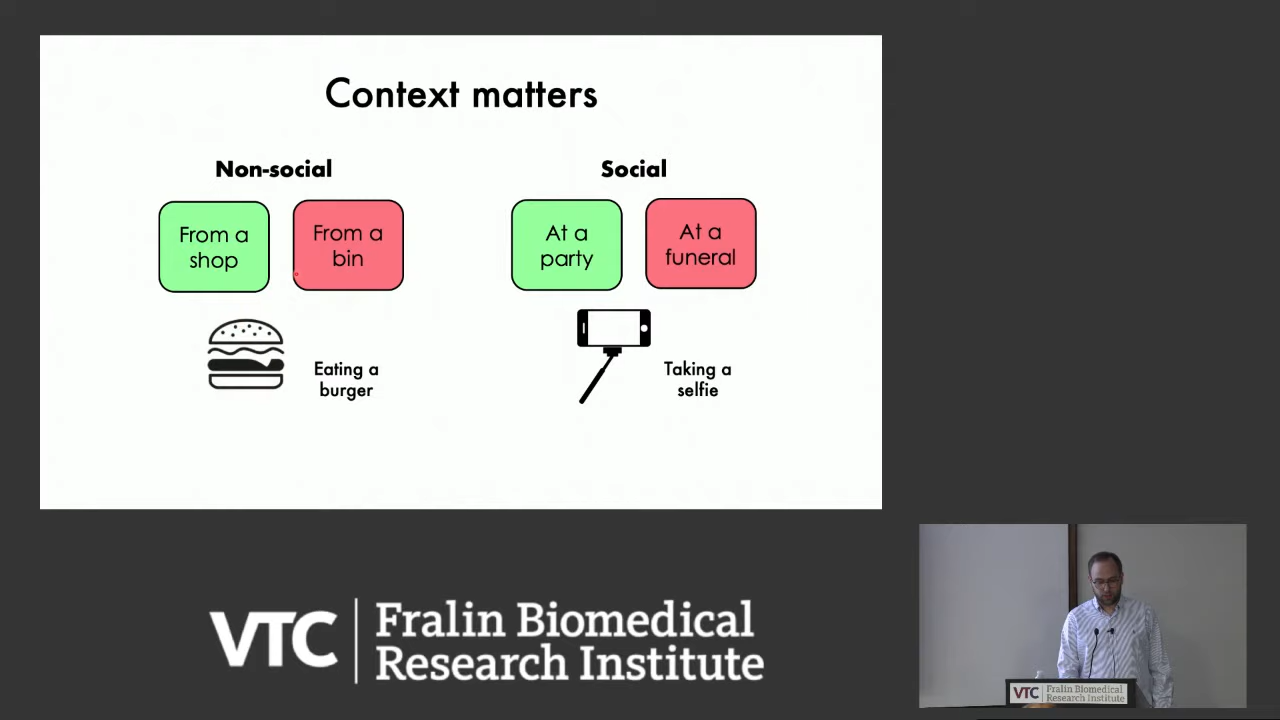 Context matters
Non-social
Social
From a
shop
From a
bin
At a
party
At a
funeral
Eating a
burger
Taking a
selfie
VTC
Fralin Biomedical
Research Institute
VTC
Fralin Biomedical
Research Institute